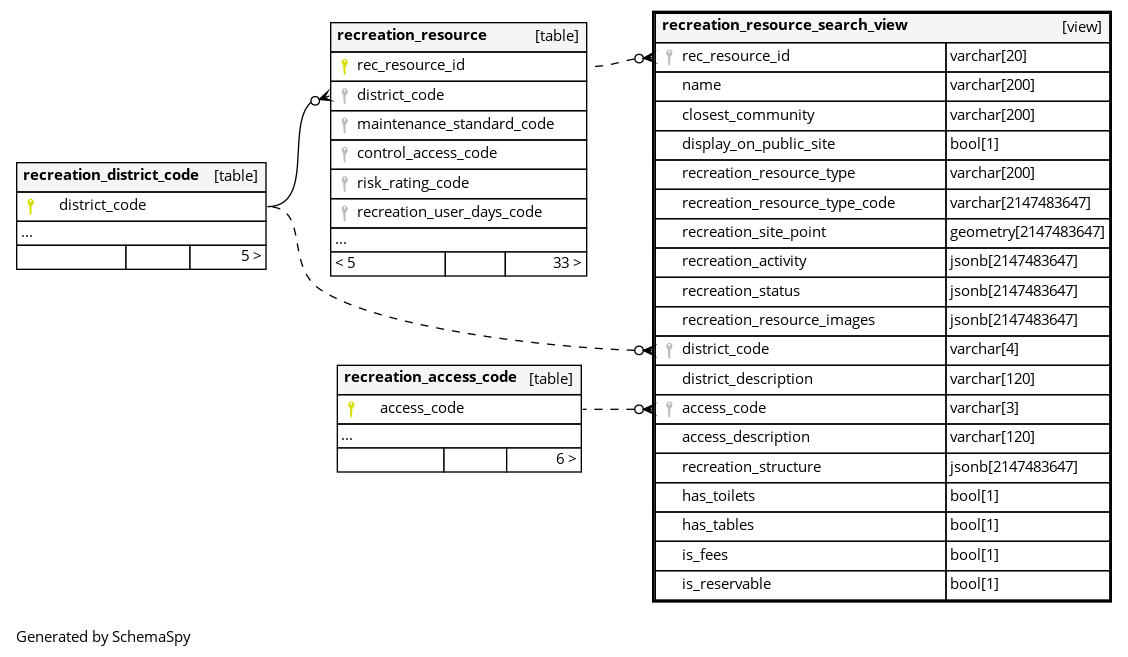 recreation_district_code [table]
district_code
...
5 >
recreation_resource [table]
rec_resource_id
district_code
maintenance_standard_code
control_access_code
risk_rating_code
recreation_user_days_code
...
< 5 33 >
recreation_access_code [table]
access_code
...
6 >
recreation_resource_search_view [view]
rec_resource_id varchar[20]
name varchar[200]
closest_community varchar[200]
display_on_public_site bool[1]
recreation_resource_type varchar[200]
recreation_resource_type_code varchar[2147483647]
recreation_site_point geometry[2147483647]
recreation_activity jsonb[2147483647]
recreation_status jsonb[2147483647]
recreation_resource_images jsonb[2147483647]
district_code varchar[4]
district_description varchar[120]
access_code varchar[3]
access_description varchar[120]
recreation_structure jsonb[2147483647]
has_toilets bool[1]
has_tables bool[1]
is_fees bool[1]
is_reservable bool[1]
Generated by SchemaSpy